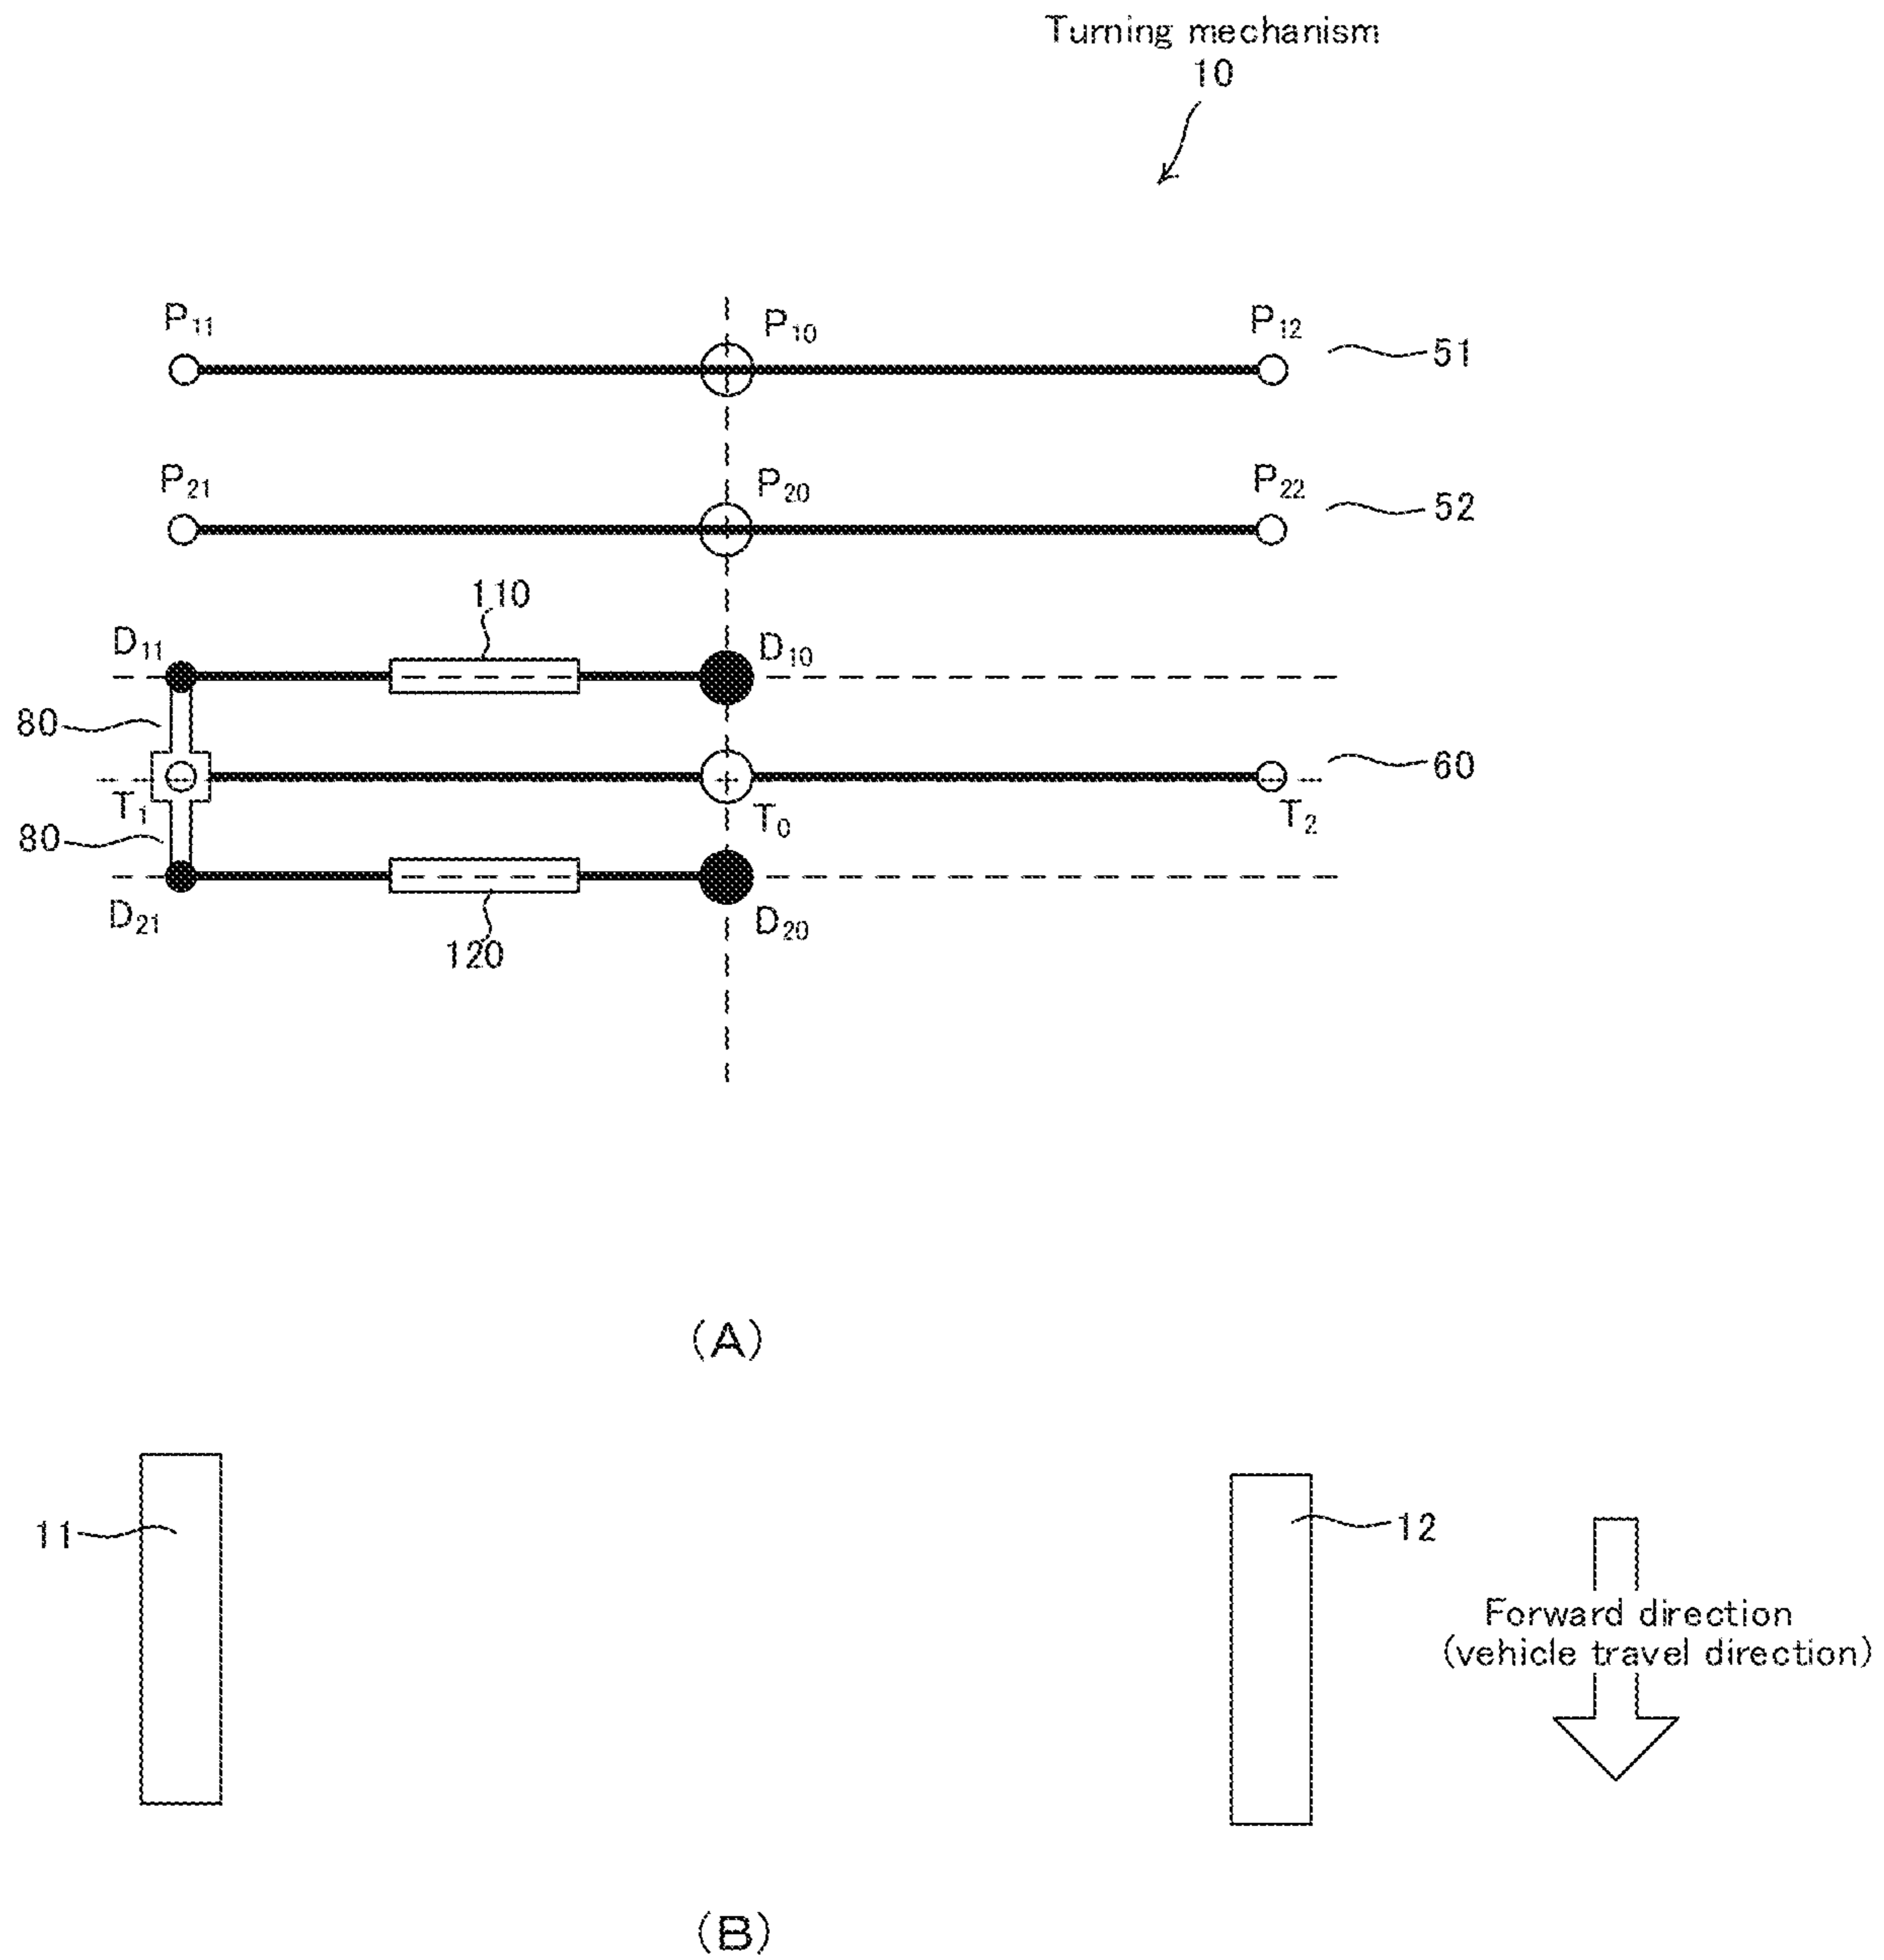 Turning mechanism
10
P11 P10 P12 51
P21 P20 P22 52
110
D11 D10
80
60
T1 T0 T2
80
D21 D20
120
(A)
11 12
Forward direction
(vehicle travel direction)
(B)